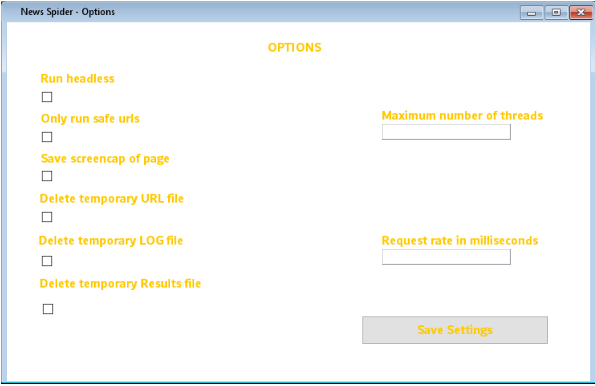 News Spider - Options
OPTIONS
Run headless
Only run safe urls
Maximum number of threads
Save screencap of page
Delete temporary URL file
Delete temporary LOG file
Request rate in milliseconds
Delete temporary Results file
Save Settings